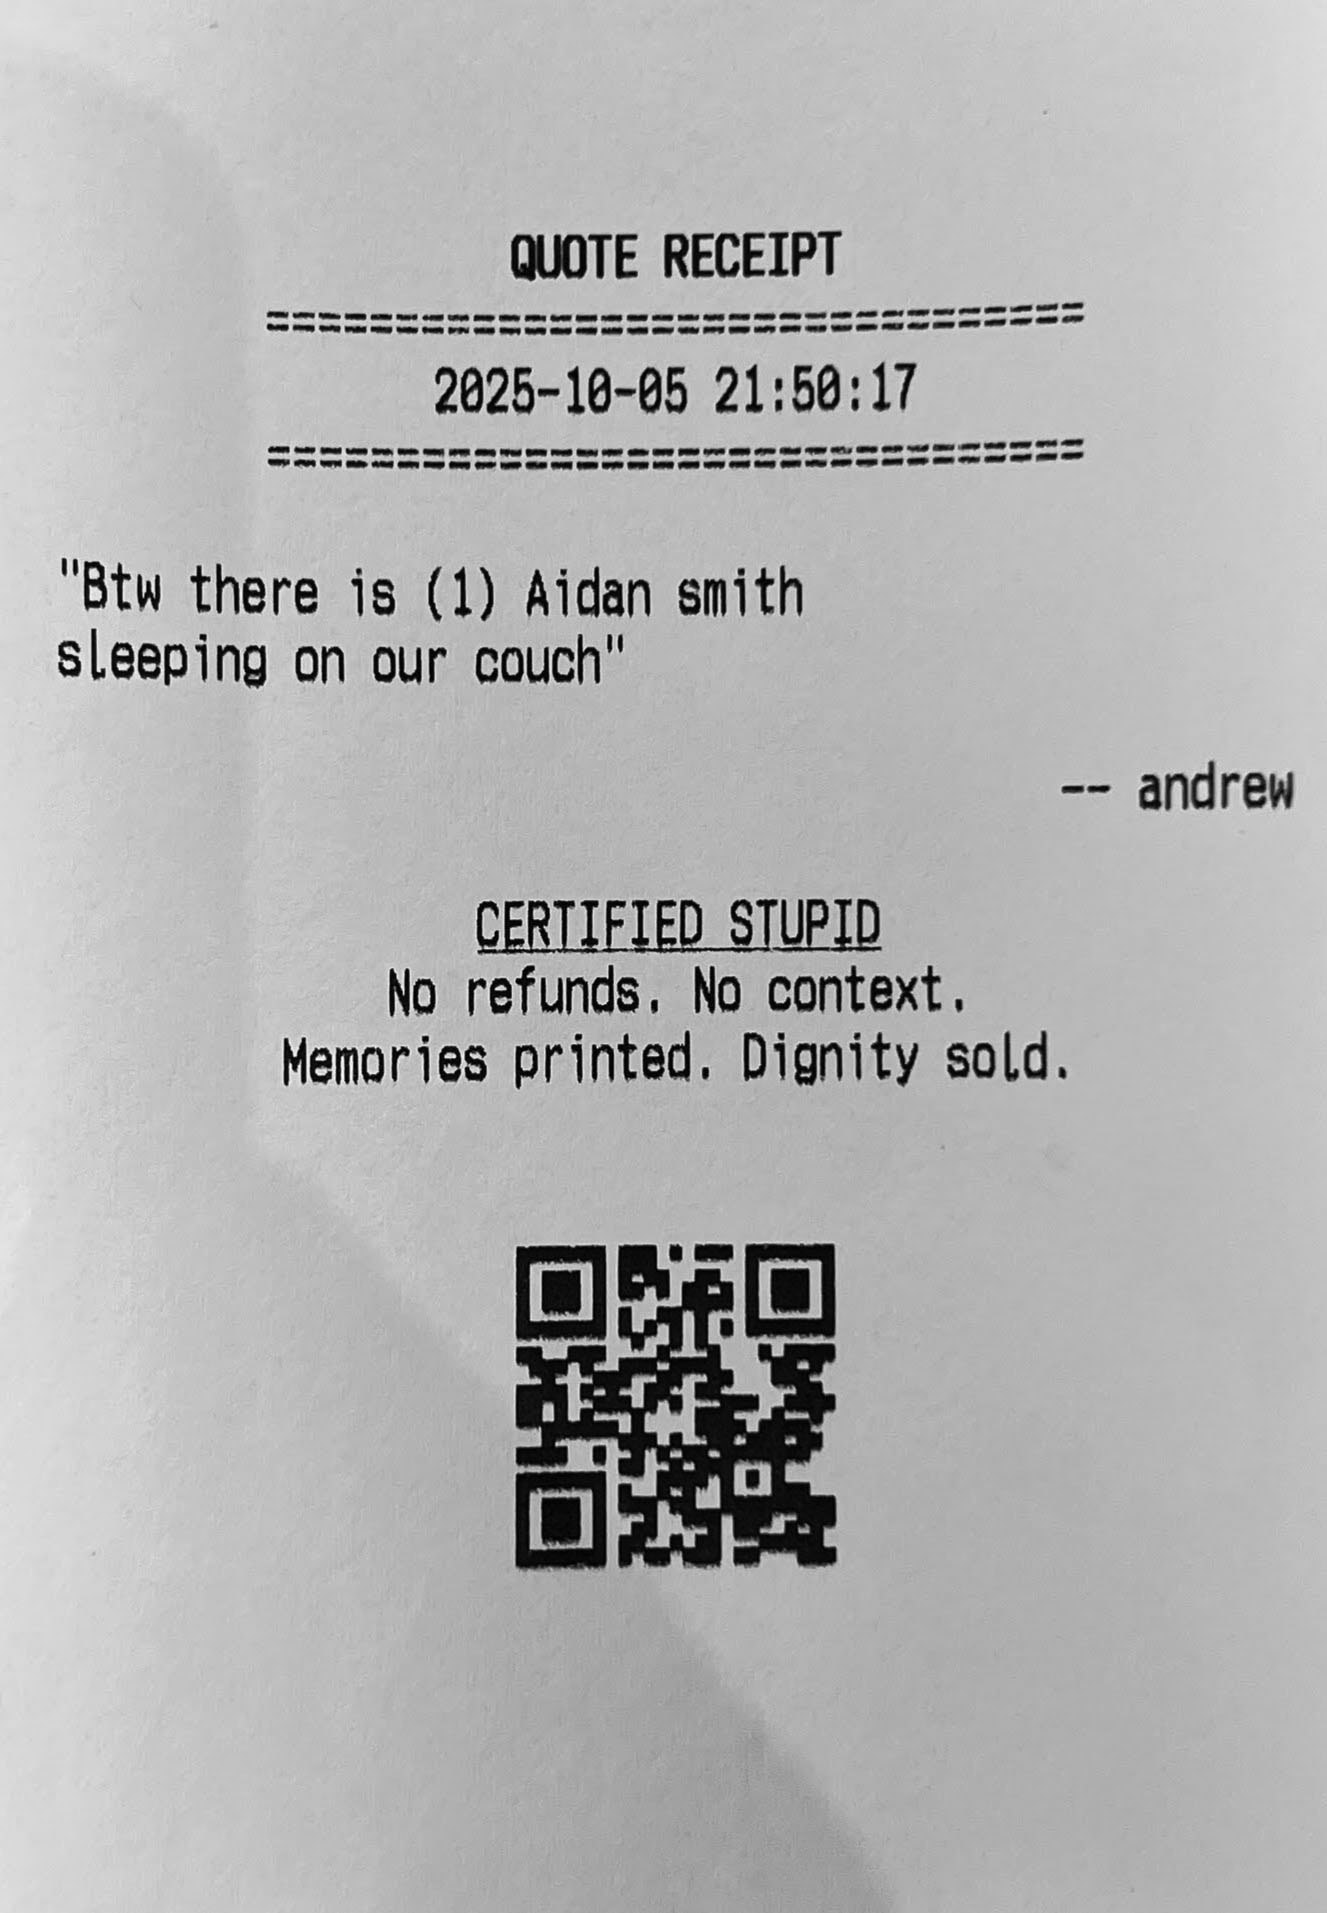 QUOTE RECEIPT
================================
2025-10-05 21:50:17
================================
"Btw there is (1) Aidan smith
sleeping on our couch"
-- andrew
CERTIFIED STUPID
No refunds. No context.
Memories printed. Dignity sold.